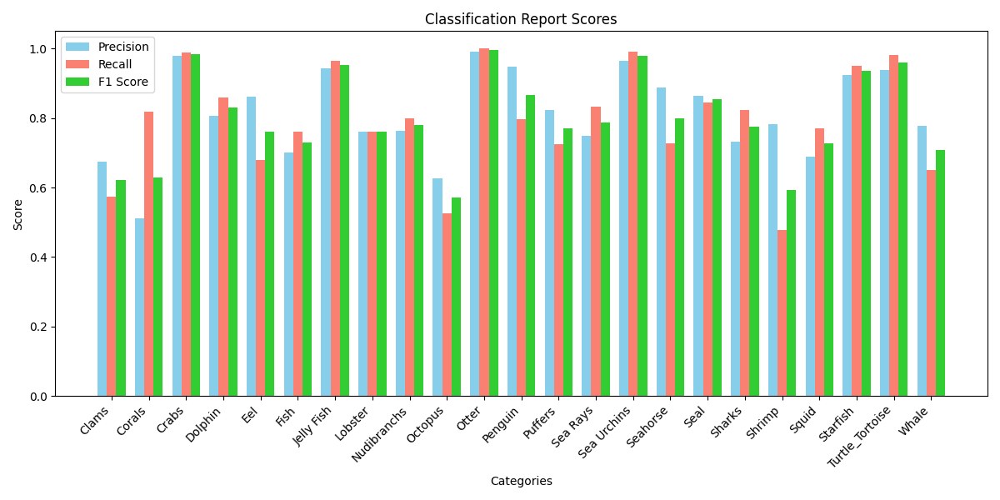 Classification Report Scores
Precision
Recall
F1 Score
1.0
0.8
0.6
0.4
0.2
0.0
Score
Clams
Corals
Crabs
Dolphin
Eel
Fish
Jelly Fish
Lobster
Nudibranchs
Octopus
Otter
Penguin
Puffers
Sea Rays
Sea Urchins
Seahorse
Seal
Sharks
Shrimp
Squid
Starfish
Turtle_Tortoise
Whale
Categories